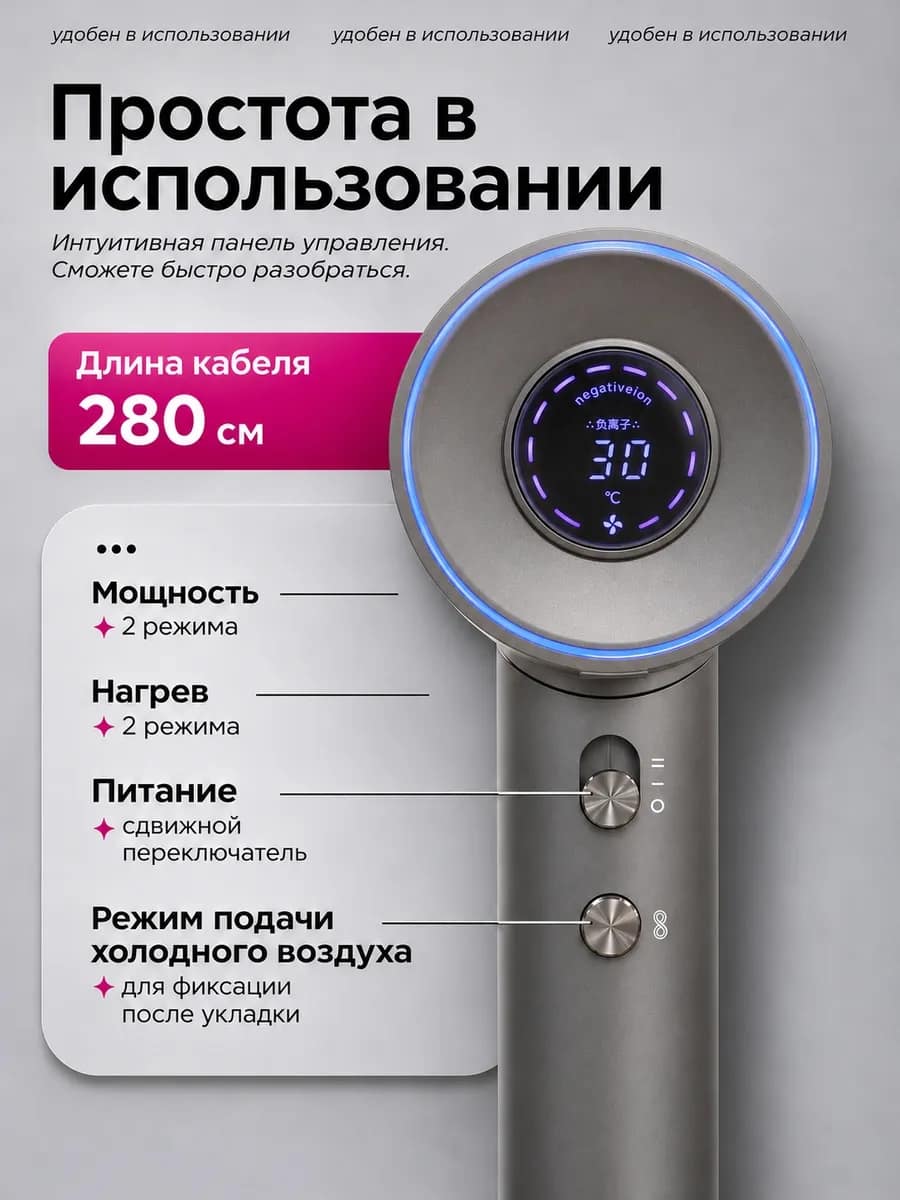 удобен в использовании удобен в использовании удобен в использовании
Простота в
использовании
Интуитивная панель управления.
Сможете быстро разобраться.
Длина кабеля
280 см
negativeion
∴负离子∴
30
°C
•••
Мощность
2 режима
Нагрев
2 режима
Питание
сдвижной
переключатель
Режим подачи
холодного воздуха
для фиксации
после укладки